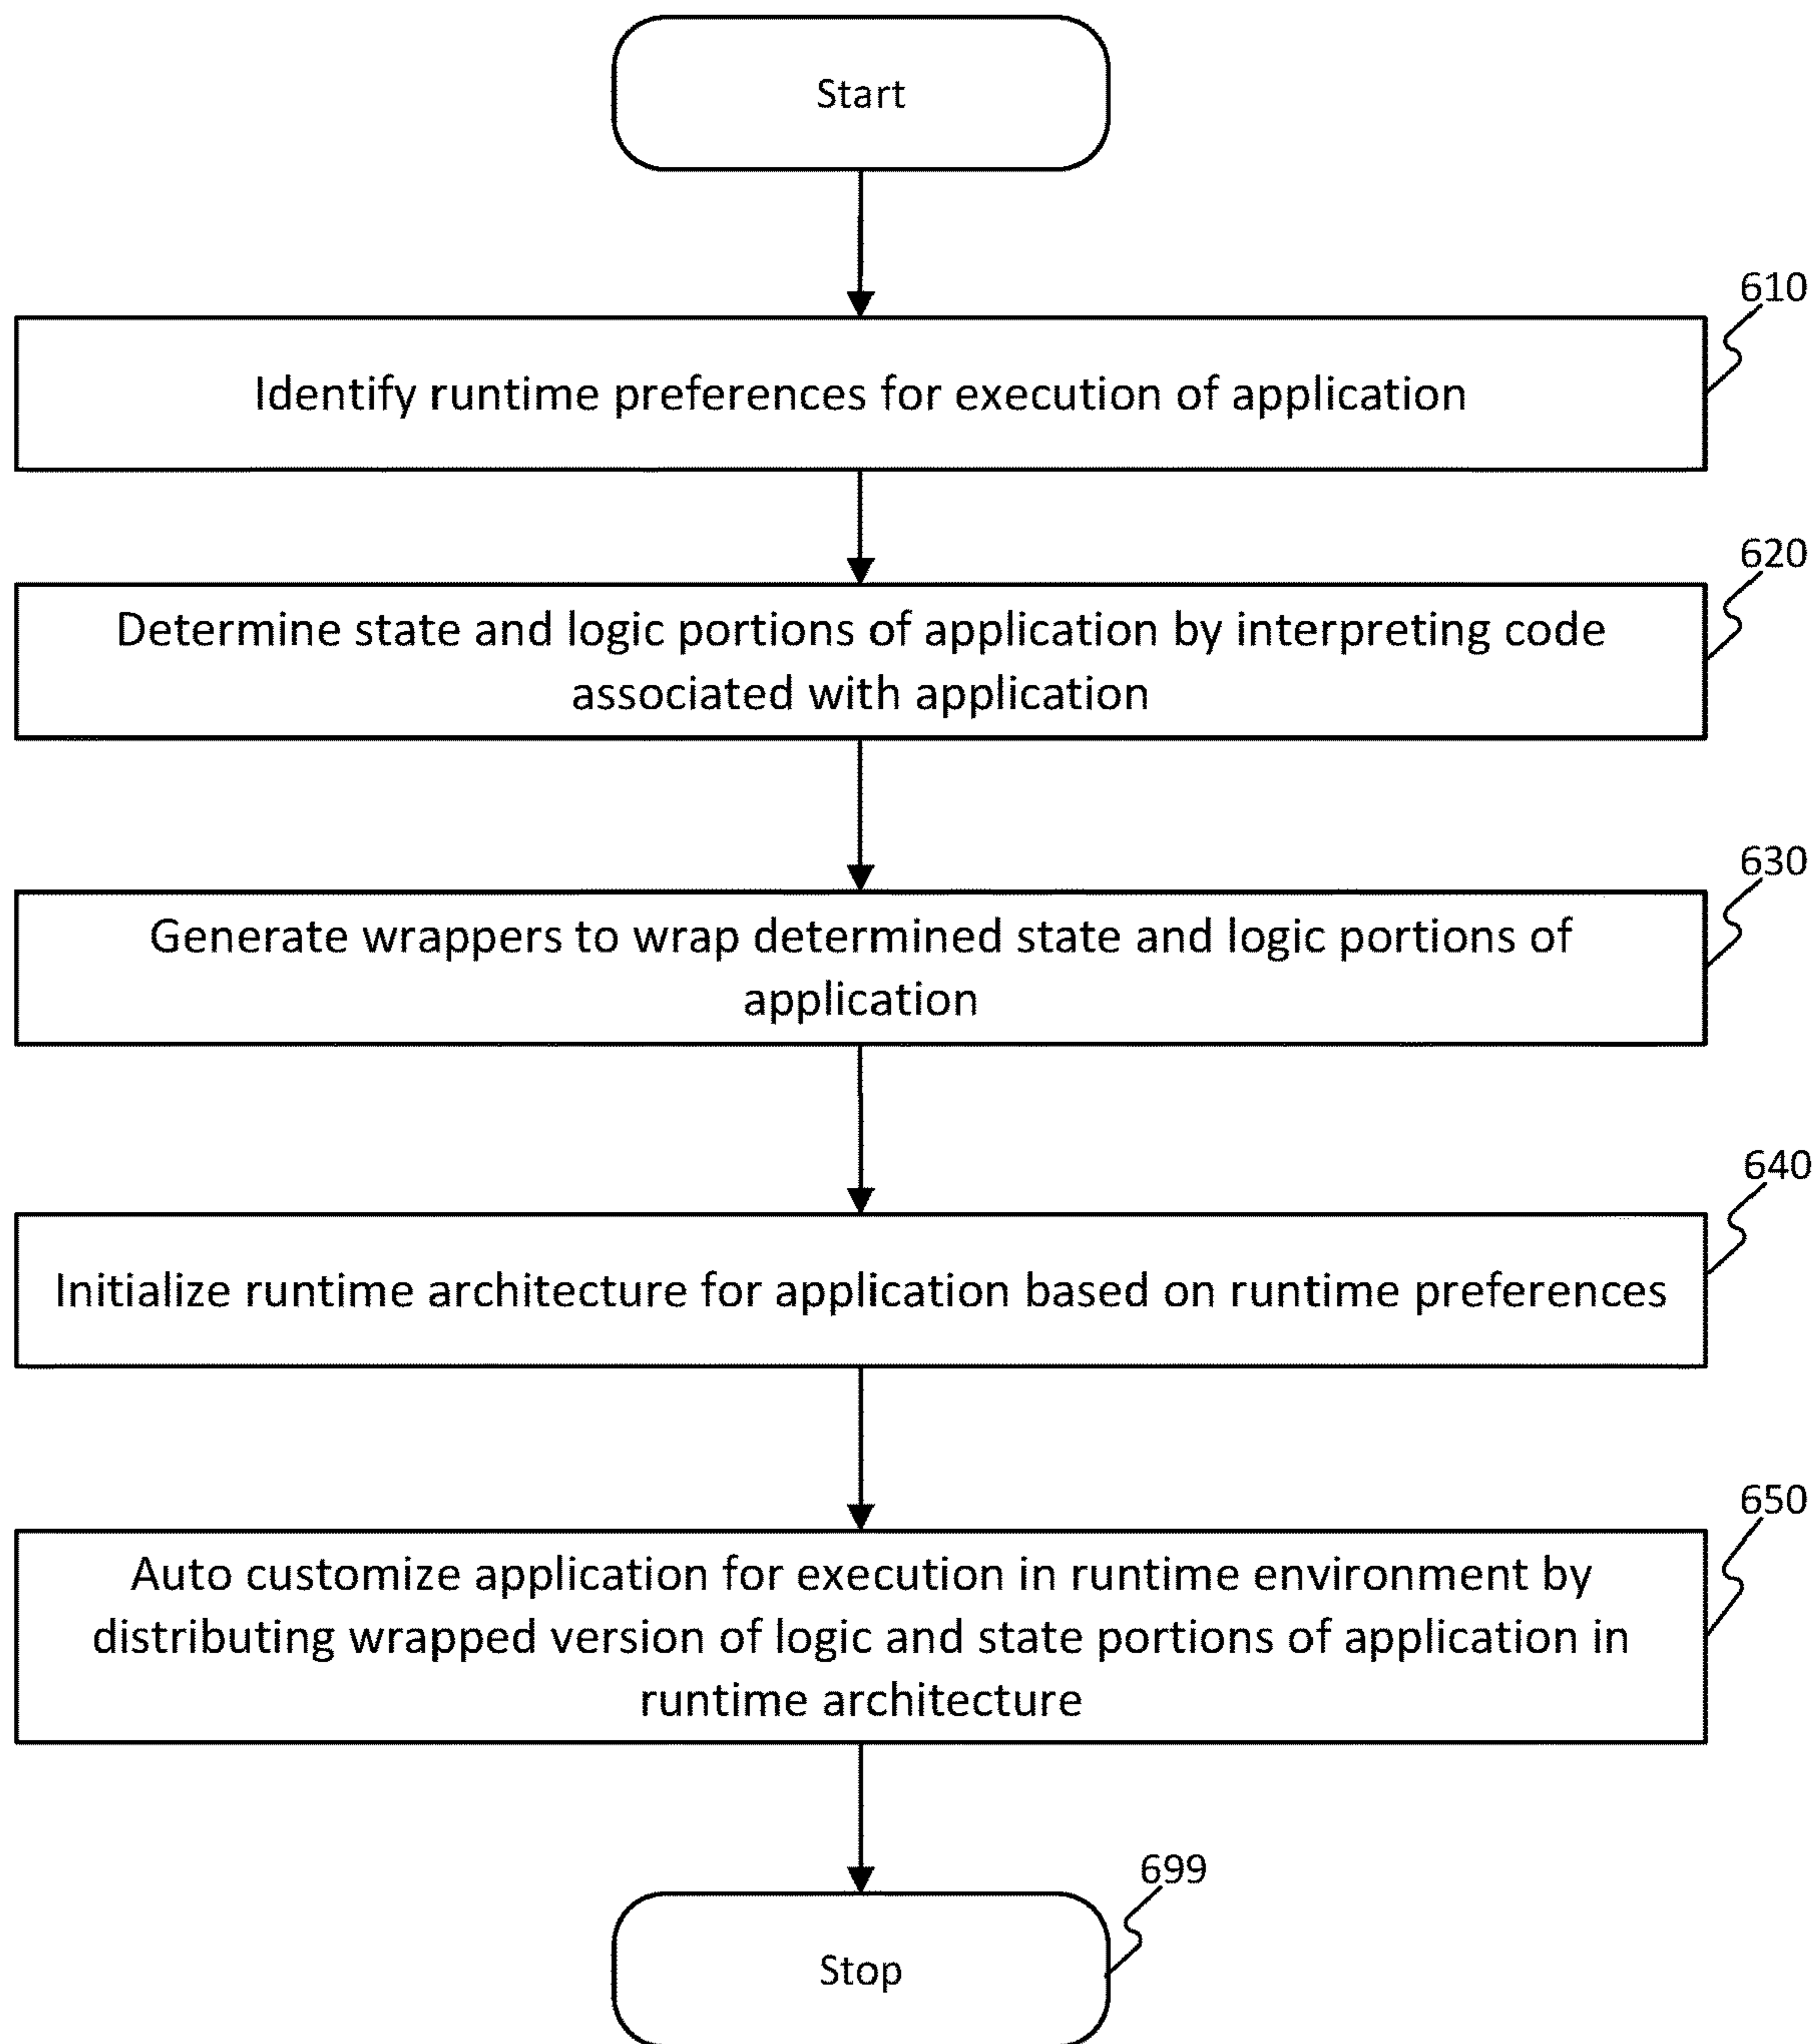 Start
610
Identify runtime preferences for execution of application
620
Determine state and logic portions of application by interpreting code
associated with application
630
Generate wrappers to wrap determined state and logic portions of
application
640
Initialize runtime architecture for application based on runtime preferences
650
Auto customize application for execution in runtime environment by
distributing wrapped version of logic and state portions of application in
runtime architecture
699
Stop